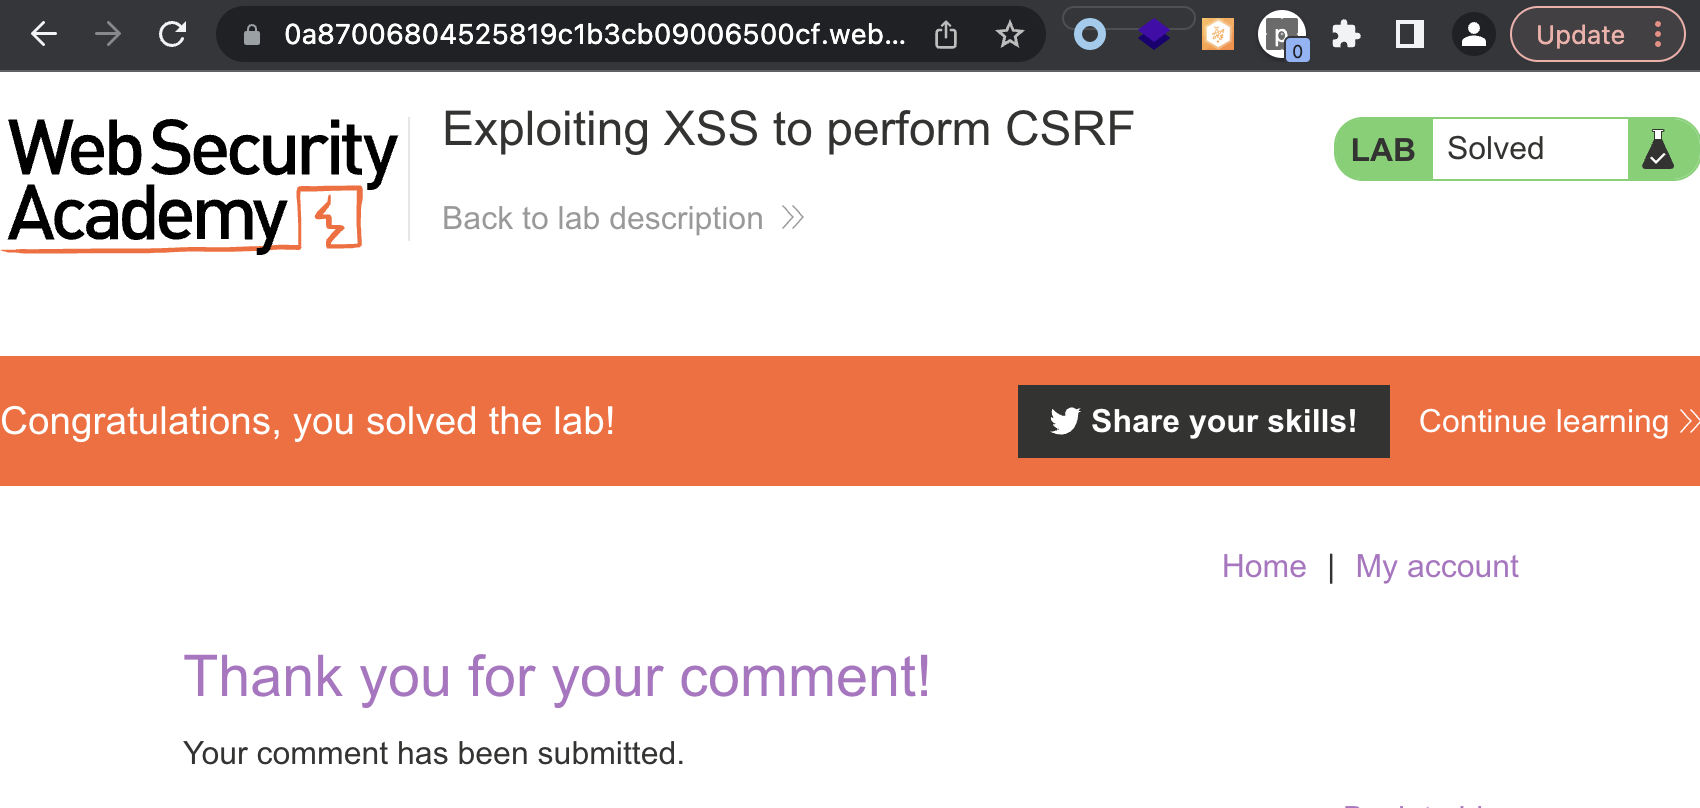 0a87006804525819c1b3cb09006500cf.web...
p
0
Update
Web Security
Academy
Exploiting XSS to perform CSRF
Back to lab description
LAB
Solved
Congratulations, you solved the lab!
Share your skills!
Continue learning
Home | My account
Thank you for your comment!
Your comment has been submitted.